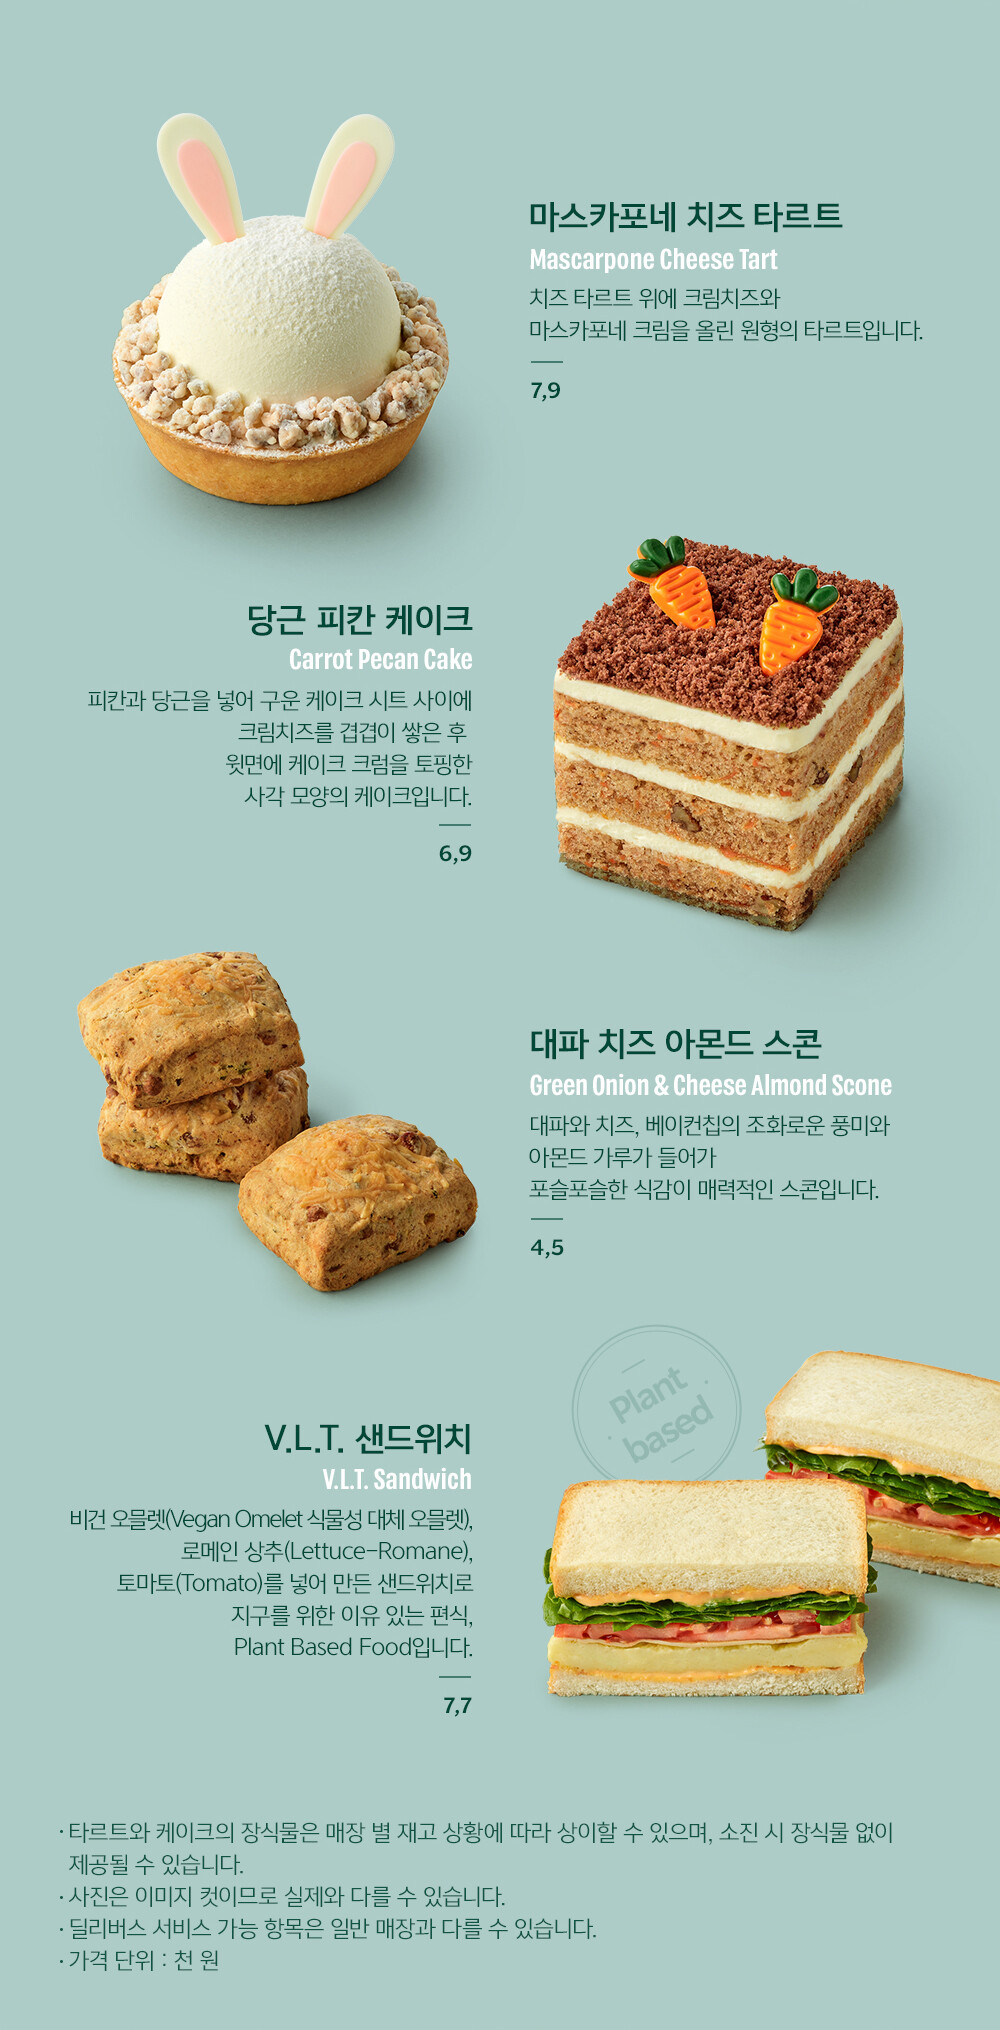 마스카포네 치즈 타르트
Mascarpone Cheese Tart
치즈 타르트 위에 크림치즈와
마스카포네 크림을 올린 원형의 타르트입니다.
7,9
당근 피칸 케이크
Carrot Pecan Cake
피칸과 당근을 넣어 구운 케이크 시트 사이에
크림치즈를 겹겹이 쌓은 후
윗면에 케이크 크럼을 토핑한
사각 모양의 케이크입니다.
6,9
대파 치즈 아몬드 스콘
Green Onion & Cheese Almond Scone
대파와 치즈, 베이컨칩의 조화로운 풍미와
아몬드 가루가 들어가
포슬포슬한 식감이 매력적인 스콘입니다.
4,5
Plant
based
V.L.T. 샌드위치
V.L.T. Sandwich
비건 오믈렛(Vegan Omelet 식물성 대체 오믈렛),
로메인 상추(Lettuce-Romane),
토마토(Tomato)를 넣어 만든 샌드위치로
지구를 위한 이유 있는 편식,
Plant Based Food입니다.
7,7
· 타르트와 케이크의 장식물은 매장 별 재고 상황에 따라 상이할 수 있으며, 소진 시 장식물 없이
제공될 수 있습니다.
· 사진은 이미지 컷이므로 실제와 다를 수 있습니다.
· 딜리버스 서비스 가능 항목은 일반 매장과 다를 수 있습니다.
· 가격 단위 : 천 원